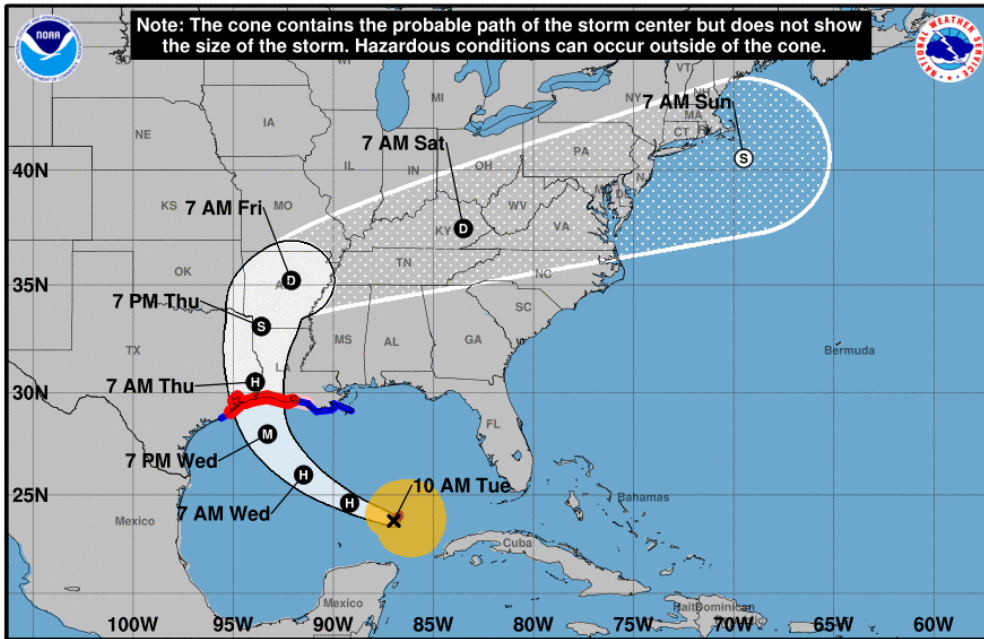 Note: The cone contains the probable path of the storm center but does not show
the size of the storm. Hazardous conditions can occur outside of the cone.
NOAA
NATIONAL WEATHER SERVICE
SD
WI
VT
NH
MI
NY
MA
7 AM Sun
CT
NE
IA
7 AM Sat
PA
S
40N
IL
IN
OH
NJ
DE
KS
MO
WV
7 AM Fri
KY
D
VA
OK
TN
NC
35N
D
7 PM Thu
S
SC
MS
AL
GA
TX
LA
Bermuda
7 AM Thu
H
30N
FL
M
7 PM Wed
H
10 AM Tue
25N
H
Bahamas
7 AM Wed
Mexico
Cuba
Mexico
Haiti
Dominican
100W
95W
90W
85W
80W
75W
70W
65W
60W